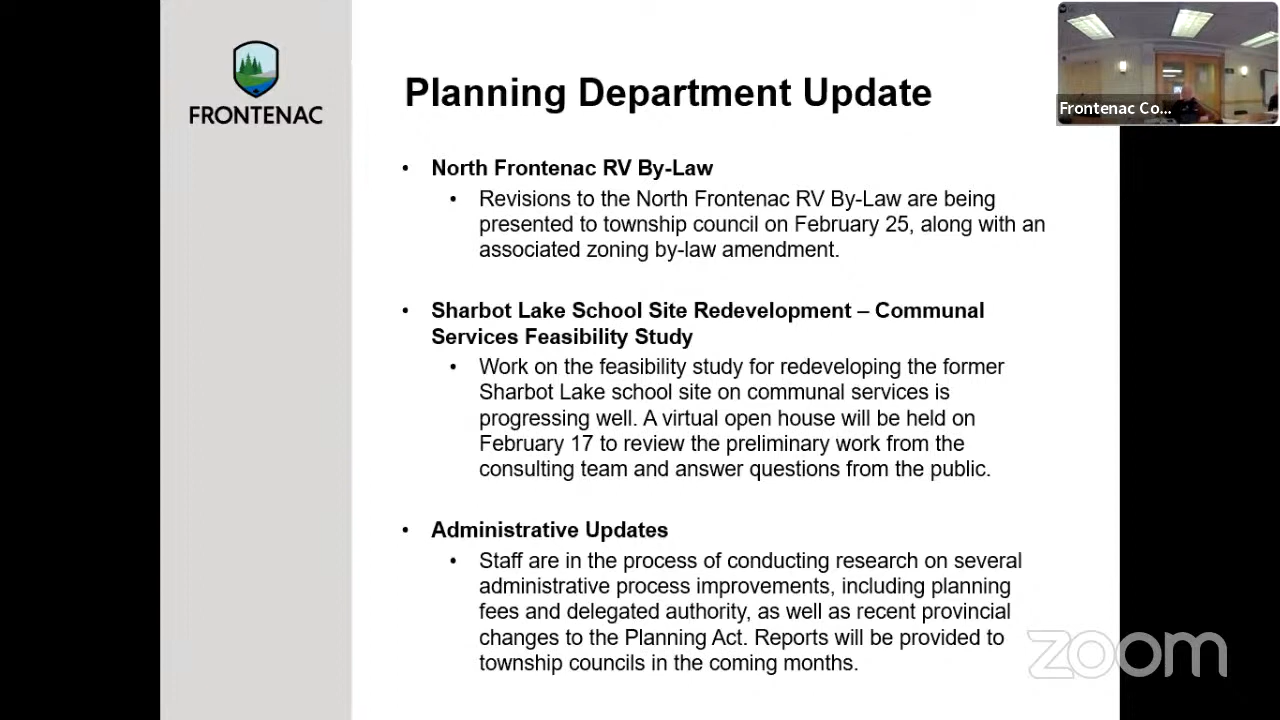 FRONTENAC
Planning Department Update
Frontenac Co...
• North Frontenac RV By-Law
• Revisions to the North Frontenac RV By-Law are being
presented to township council on February 25, along with an
associated zoning by-law amendment.
• Sharbot Lake School Site Redevelopment – Communal
Services Feasibility Study
• Work on the feasibility study for redeveloping the former
Sharbot Lake school site on communal services is
progressing well. A virtual open house will be held on
February 17 to review the preliminary work from the
consulting team and answer questions from the public.
• Administrative Updates
• Staff are in the process of conducting research on several
administrative process improvements, including planning
fees and delegated authority, as well as recent provincial
changes to the Planning Act. Reports will be provided to
township councils in the coming months.
zoom